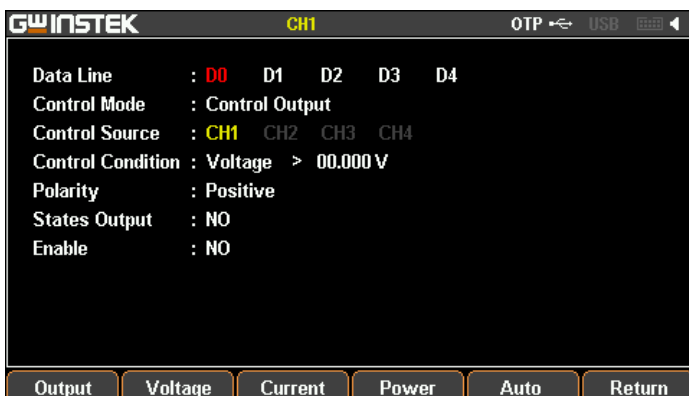 GWINSTEK CH1 OTP USB
Data Line : D0 D1 D2 D3 D4
Control Mode : Control Output
Control Source : CH1 CH2 CH3 CH4
Control Condition : Voltage > 00.000 V
Polarity : Positive
States Output : NO
Enable : NO
Output Voltage Current Power Auto Return